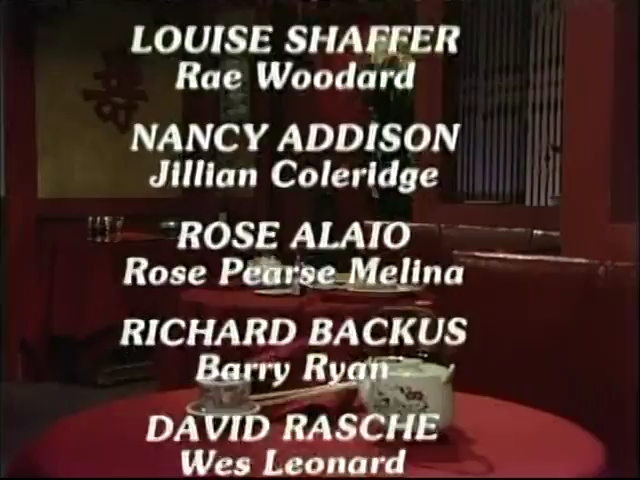 LOUISE SHAFFER
Rae Woodard
NANCY ADDISON
Jillian Coleridge
ROSE ALAIO
Rose Pearse Melina
RICHARD BACKUS
Barry Ryan
DAVID RASCHE
Wes Leonard
壽